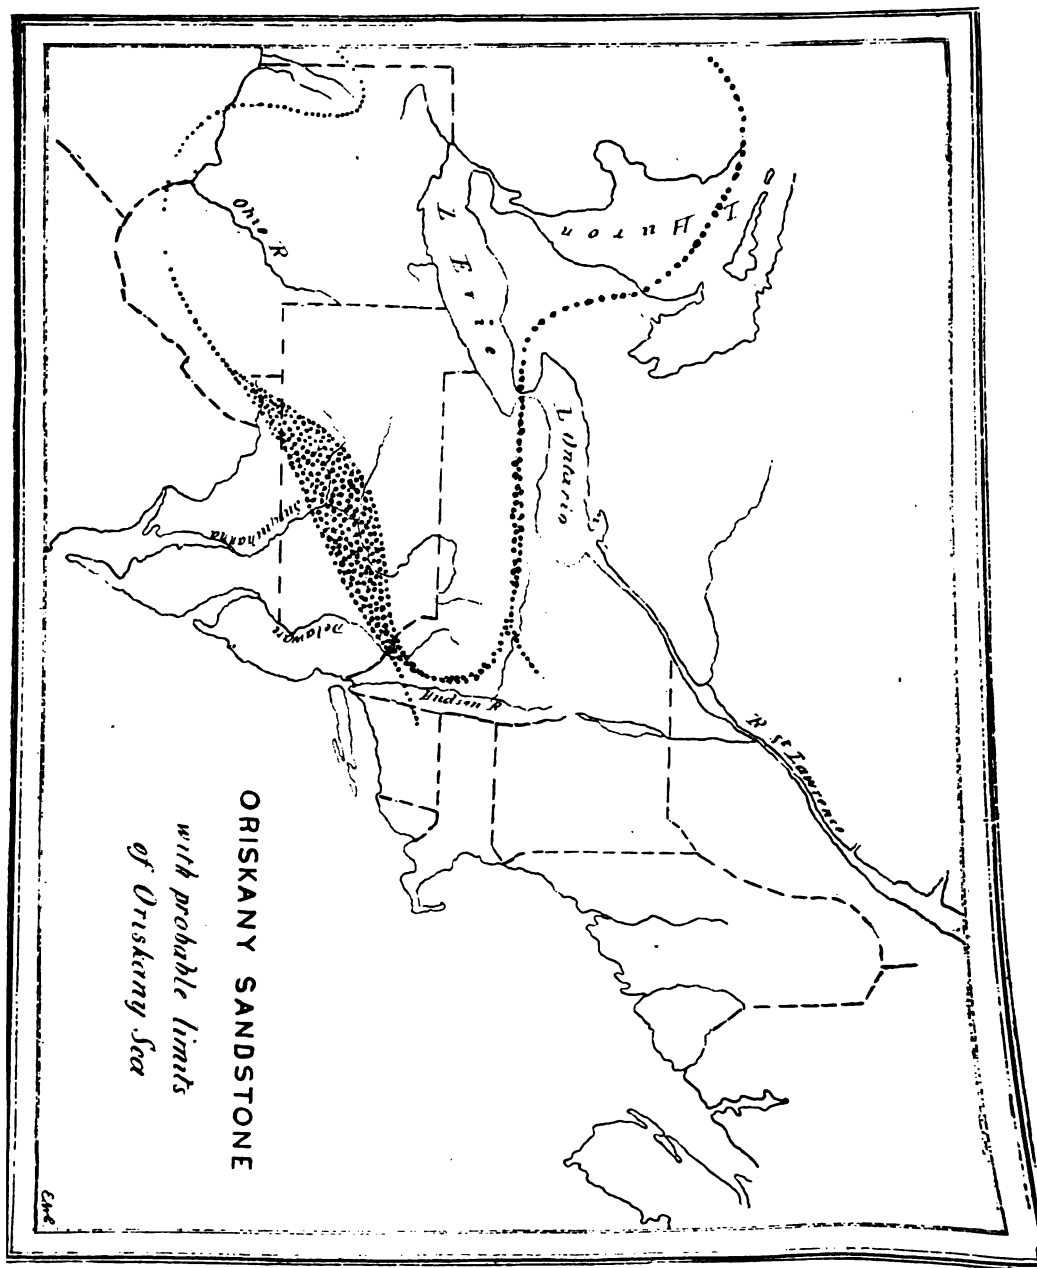 L Huron
L Erie
L Ontario
R St Lawrence
Ohio R
Susquehanna
Delaware
Hudson R
ORISKANY SANDSTONE
with probable limits
of Oriskany Sea